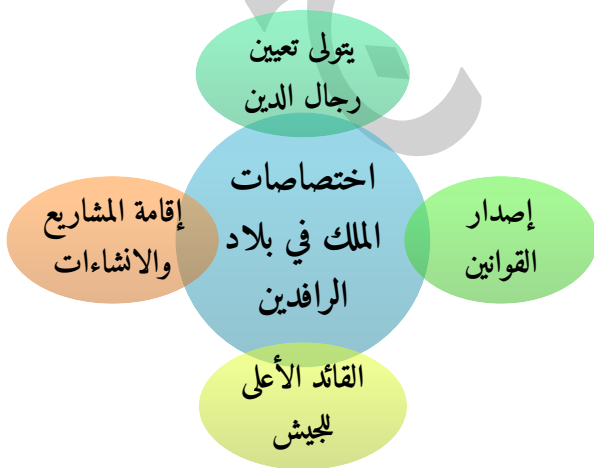 يتولى تعيين
رجال الدين
اختصاصات
الملك في بلاد
الرافدين
إصدار
القوانين
إقامة المشاريع
والانشاءات
القائد الأعلى
للجيش